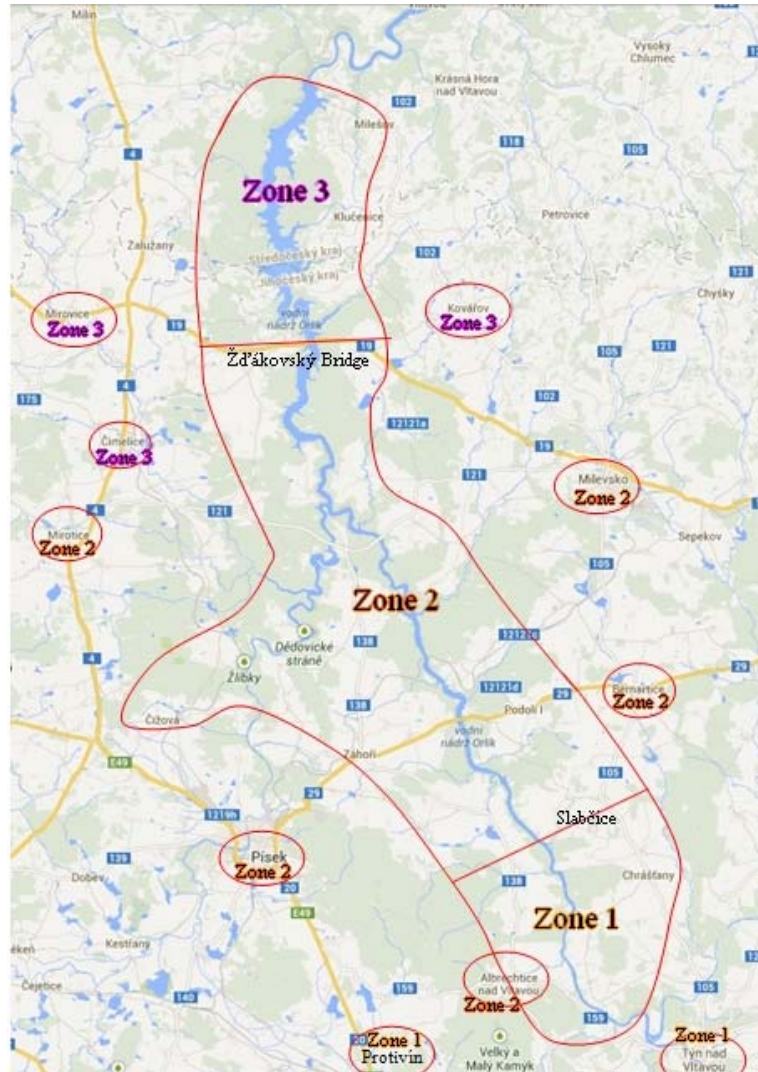 Milín
Vysoký
Chlumec
Krásná Hora
nad Vltavou
102
Milešov
4
118
105
Zone 3
Klučenice
Petrovice
Zalužany
Středočeský kraj
Jihočeský kraj
102
121
Chyšky
Mirovice
Zone 3
Kovářov
Zone 3
vodní
nádrž Orlík
19
19
Žďákovský Bridge
105
121
4
175
102
12121a
Čimelice
Zone 3
19
121
Milevsko
Zone 2
4
121
Mirotice
Zone 2
Sepekov
105
Zone 2
Dědovické
stráně
138
Žlíbky
4
29
Bernartice
Zone 2
12121d
29
138
Podolí I
Čížová
vodní
nádrž Orlík
Záhoří
E49
105
29
1219h
Slabčice
Písek
Zone 2
139
Dobev
20
138
Chrášťany
E49
Zone 1
Kestřany
Čejetice
140
159
Albrechtice
nad Vltavou
Zone 2
105
159
Zone 1
20
Protivín
Velký a
Malý Kamýk
Zone 1
Týn nad
Vltavou